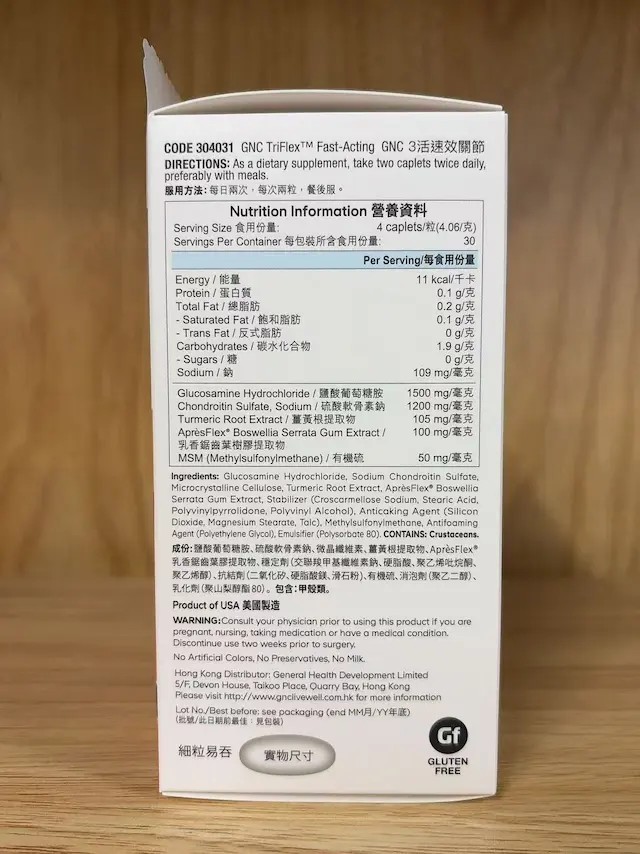 CODE 304031 GNC TriFlex™ Fast-Acting GNC 3活速效關節
DIRECTIONS: As a dietary supplement, take two caplets twice daily,
preferably with meals.
服用方法：每日兩次，每次兩粒，餐後服。
Nutrition Information 營養資料
Serving Size 食用份量: 4 caplets/粒(4.06/克)
Servings Per Container 每包裝所含食用份量: 30
Per Serving/每食用份量
Energy / 能量 11 kcal/千卡
Protein / 蛋白質 0.1 g/克
Total Fat / 總脂肪 0.2 g/克
- Saturated Fat / 飽和脂肪 0.1 g/克
- Trans Fat / 反式脂肪 0 g/克
Carbohydrates / 碳水化合物 1.9 g/克
- Sugars / 糖 0 g/克
Sodium / 鈉 109 mg/毫克
Glucosamine Hydrochloride / 鹽酸葡萄糖胺 1500 mg/毫克
Chondroitin Sulfate, Sodium / 硫酸軟骨素鈉 1200 mg/毫克
Turmeric Root Extract / 薑黃根提取物 105 mg/毫克
AprèsFlex® Boswellia Serrata Gum Extract / 100 mg/毫克
乳香鋸齒葉樹膠提取物
MSM (Methylsulfonylmethane) / 有機硫 50 mg/毫克
Ingredients: Glucosamine Hydrochloride, Sodium Chondroitin Sulfate,
Microcrystalline Cellulose, Turmeric Root Extract, AprèsFlex® Boswellia
Serrata Gum Extract, Stabilizer (Croscarmellose Sodium, Stearic Acid,
Polyvinylpyrrolidone, Polyvinyl Alcohol), Anticaking Agent (Silicon
Dioxide, Magnesium Stearate, Talc), Methylsulfonylmethane, Antifoaming
Agent (Polyethylene Glycol), Emulsifier (Polysorbate 80). CONTAINS: Crustaceans.
成份：鹽酸葡萄糖胺、硫酸軟骨素鈉、微晶纖維素、薑黃根提取物、AprèsFlex®
乳香鋸齒葉膠提取物、穩定劑（交聯羧甲基纖維素鈉、硬脂酸、聚乙烯吡烷酮、
聚乙烯醇）、抗結劑（二氧化矽、硬脂酸鎂、滑石粉）、有機硫、消泡劑（聚乙二醇）、
乳化劑（聚山梨醇酯80）。包含：甲殼類。
Product of USA 美國製造
WARNING: Consult your physician prior to using this product if you are
pregnant, nursing, taking medication or have a medical condition.
Discontinue use two weeks prior to surgery.
No Artificial Colors, No Preservatives, No Milk.
Hong Kong Distributor: General Health Development Limited
5/F, Devon House, Taikoo Place, Quarry Bay, Hong Kong
Please visit http://www.gnclivewell.com.hk for more information
Lot No./Best before: see packaging (end MM月/YY年底)
(批號/此日期前最佳：見包裝)
細粒易吞
實物尺寸
Gf
GLUTEN
FREE